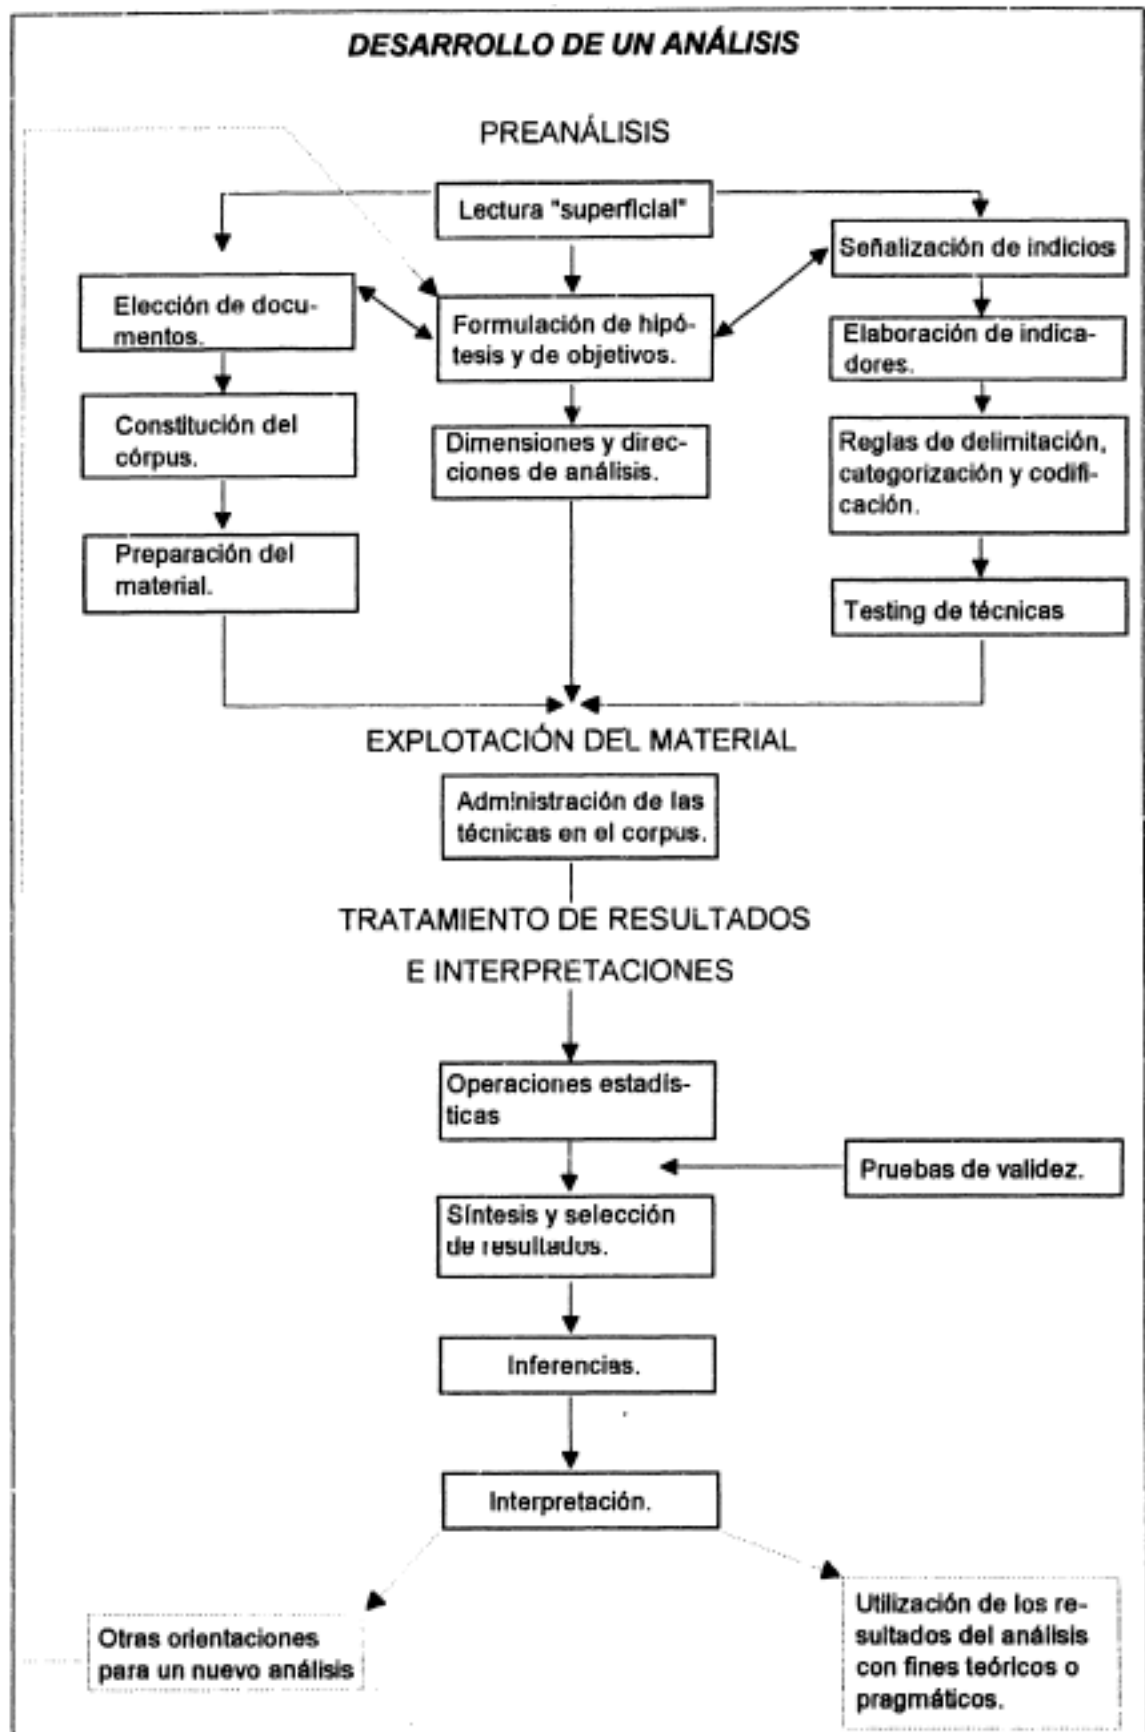 DESARROLLO DE UN ANÁLISIS
PREANÁLISIS
Lectura "superficial"
Elección de docu-
mentos.
Formulación de hipó-
tesis y de objetivos.
Señalización de indicios
Elaboración de indica-
dores.
Constitución del
córpus.
Dimensiones y direc-
ciones de análisis.
Reglas de delimitación,
categorización y codifi-
cación.
Preparación del
material.
Testing de técnicas
EXPLOTACIÓN DEL MATERIAL
Administración de las
técnicas en el corpus.
TRATAMIENTO DE RESULTADOS
E INTERPRETACIONES
Operaciones estadís-
ticas
Pruebas de validez.
Síntesis y selección
de resultados.
Inferencias.
Interpretación.
Otras orientaciones
para un nuevo análisis
Utilización de los re-
sultados del análisis
con fines teóricos o
pragmáticos.